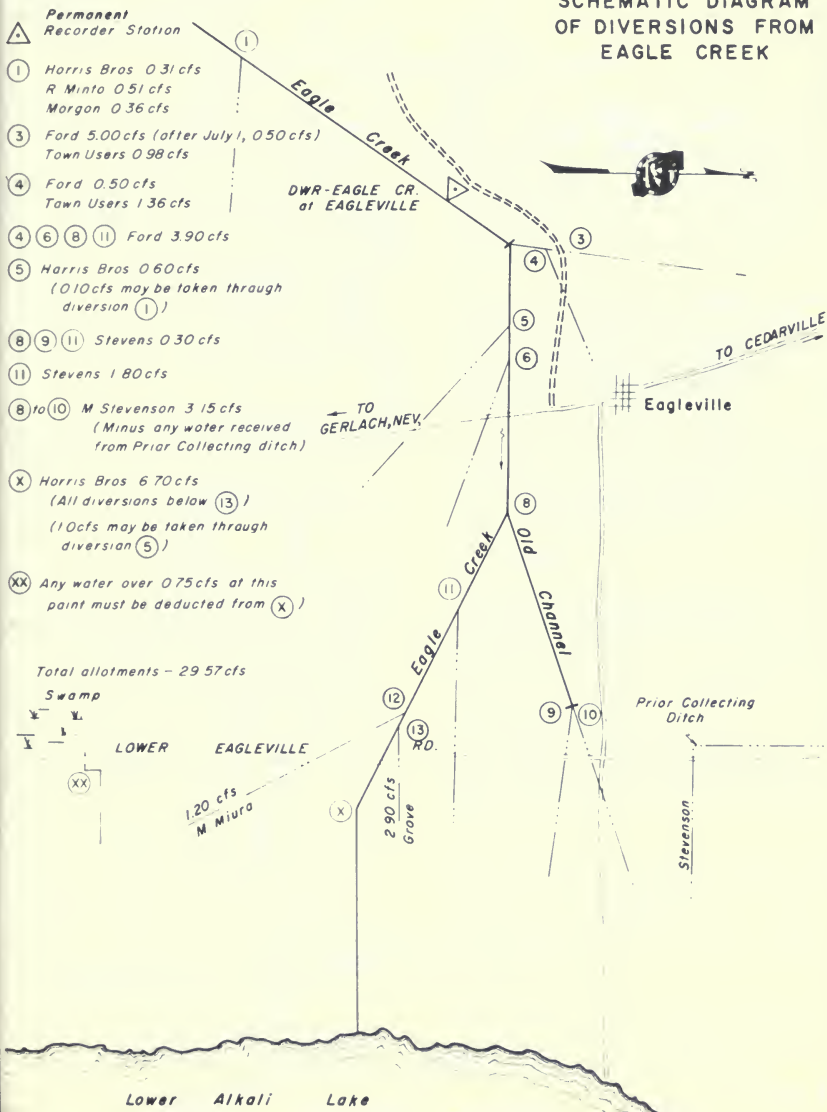 SCHEMATIC DIAGRAM
OF DIVERSIONS FROM
EAGLE CREEK
Permanent
Recorder Station
1 Harris Bros 0 31 cfs
R Minto 0 51 cfs
Morgan 0 36 cfs
3 Ford 5.00 cfs (after July 1, 0 50 cfs)
Town Users 0 98 cfs
4 Ford 0.50 cfs
Town Users 1 36 cfs
4 6 8 11 Ford 3.90 cfs
5 Harris Bros 0 60 cfs
(0 10 cfs may be taken through
diversion 1)
8 9 11 Stevens 0 30 cfs
11 Stevens 1 80 cfs
8 to 10 M Stevenson 3 15 cfs
(Minus any water received
from Prior Collecting ditch)
X Harris Bros 6 70 cfs
(All diversions below 13)
(1 0 cfs may be taken through
diversion 5)
XX Any water over 0 75 cfs at this
point must be deducted from X)
Total allotments - 29 57 cfs
1
Eagle Creek
DWR-EAGLE CR.
at EAGLEVILLE
3
4
5
6
TO CEDARVILLE
Eagleville
TO
GERLACH, NEV.
8
Eagle Creek
Old Channel
11
12
13
RD.
9 10
Prior Collecting
Ditch
Stevenson
Swamp
LOWER EAGLEVILLE
XX
1.20 cfs
M Miura
X
2 90 cfs
Grove
Lower Alkali Lake